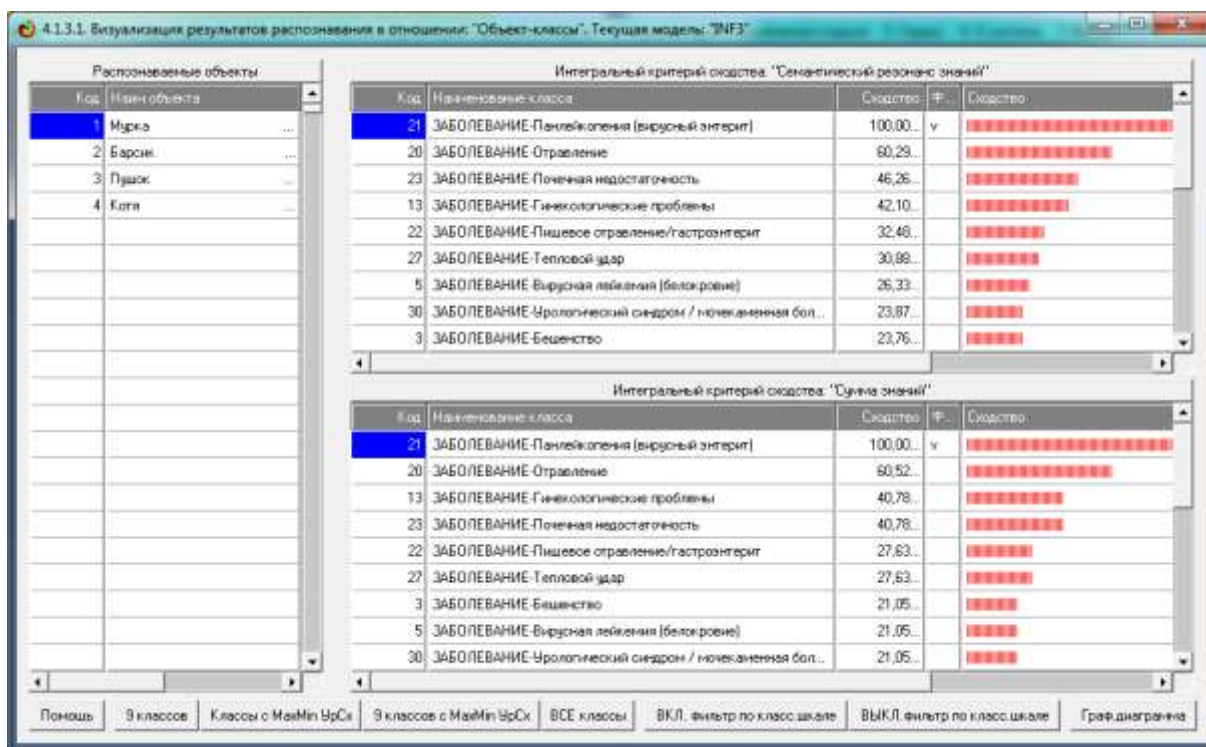 4.1.3.1. Визуализация результатов распознавания в отношении: "Объект-классы". Текущая модель: "INF3"
Распознаваемые объекты
Код Наим.объекта
1 Мурка ...
2 Барсик
3 Пушок ...
4 Котя ...
Интегральный критерий сходства: "Семантический резонанс знаний"
Код Наименование класса Сходство Ф... Сходство
21 ЗАБОЛЕВАНИЕ-Панлейкопения (вирусный энтерит) 100,00... v
20 ЗАБОЛЕВАНИЕ-Отравление 60,29...
23 ЗАБОЛЕВАНИЕ-Почечная недостаточность 46,26...
13 ЗАБОЛЕВАНИЕ-Гинекологические проблемы 42,10...
22 ЗАБОЛЕВАНИЕ-Пищевое отравление/гастроэнтерит 32,48...
27 ЗАБОЛЕВАНИЕ-Тепловой удар 30,88...
5 ЗАБОЛЕВАНИЕ-Вирусная лейкемия (белокровие) 26,33...
30 ЗАБОЛЕВАНИЕ-Урологический синдром / мочекаменная бол... 23,87...
3 ЗАБОЛЕВАНИЕ-Бешенство 23,76...
Интегральный критерий сходства: "Сумма знаний"
Код Наименование класса Сходство Ф... Сходство
21 ЗАБОЛЕВАНИЕ-Панлейкопения (вирусный энтерит) 100,00... v
20 ЗАБОЛЕВАНИЕ-Отравление 60,52...
13 ЗАБОЛЕВАНИЕ-Гинекологические проблемы 40,78...
23 ЗАБОЛЕВАНИЕ-Почечная недостаточность 40,78...
22 ЗАБОЛЕВАНИЕ-Пищевое отравление/гастроэнтерит 27,63...
27 ЗАБОЛЕВАНИЕ-Тепловой удар 27,63...
3 ЗАБОЛЕВАНИЕ-Бешенство 21,05...
5 ЗАБОЛЕВАНИЕ-Вирусная лейкемия (белокровие) 21,05...
30 ЗАБОЛЕВАНИЕ-Урологический синдром / мочекаменная бол... 21,05...
Помощь 9 классов Классы с MaxMin УрСх 9 классов с MaxMin УрСх ВСЕ классы ВКЛ. фильтр по класс.шкале ВЫКЛ.фильтр по класс.шкале Граф.диаграмма